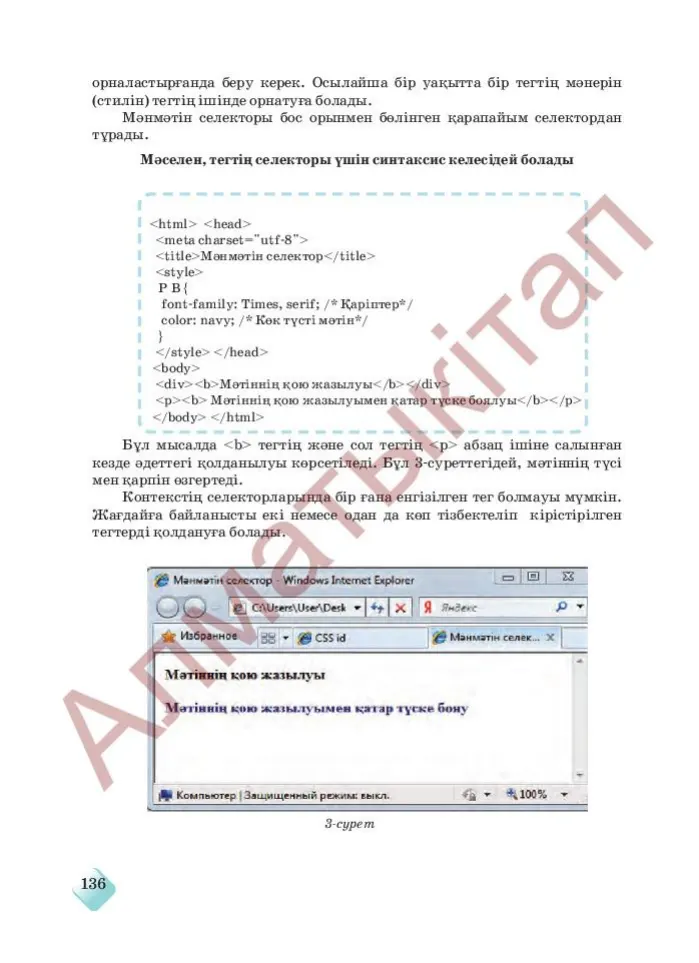 орналастырғанда беру керек. Осылайша бір уақытта бір тегтің мәнерін
(стилін) тегтің ішінде орнатуға болады.
Мәнмәтін селекторы бос орынмен бөлінген қарапайым селектордан
тұрады.
Мәселен, тегтің селекторы үшін синтаксис келесідей болады
<html> <head>
<meta charset="utf-8">
<title>Мәнмәтін селектор</title>
<style>
P B {
font-family: Times, serif; /* Қаріптер*/
color: navy; /* Көк түсті мәтін*/
}
</style> </head>
<body>
<div><b>Мәтіннің қою жазылуы</b></div>
<p><b> Мәтіннің қою жазылуымен қатар түске боялуы</b></p>
</body> </html>
Бұл мысалда <b> тегтің және сол тегтің <p> абзац ішіне салынған
кезде әдеттегі қолданылуы көрсетіледі. Бұл 3-суреттегідей, мәтіннің түсі
мен қарпін өзгертеді.
Контекстің селекторларында бір ғана енгізілген тег болмауы мүмкін.
Жағдайға байланысты екі немесе одан да көп тізбектеліп кірістірілген
тегтерді қолдануға болады.
Мәнмәтін селектор - Windows Internet Explorer
C:\Users\User\Desk
Яндекс
Избранное
CSS id
Мәнмәтін селек...
Мәтіннің қою жазылуы
Мәтіннің қою жазылуымен қатар түске бону
Компьютер | Защищенный режим: выкл.
100%
3-сурет
136
Алматыкітап